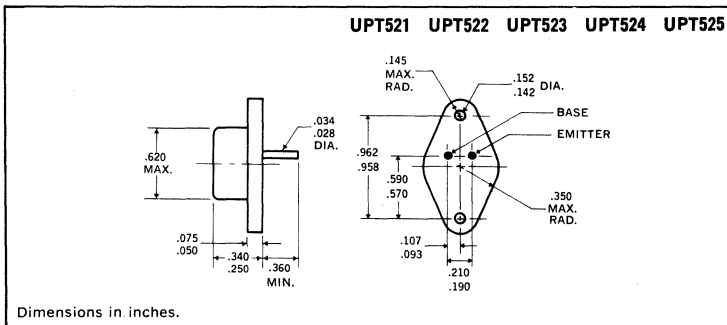 UPT521 UPT522 UPT523 UPT524 UPT525
.145
MAX.
RAD.
.152
.142
DIA.
.034
.028
DIA.
BASE
EMITTER
.620
MAX.
.962
.958
.590
.570
.350
MAX.
RAD.
.075
.050
.340
.250
.360
MIN.
.107
.093
.210
.190
Dimensions in inches.